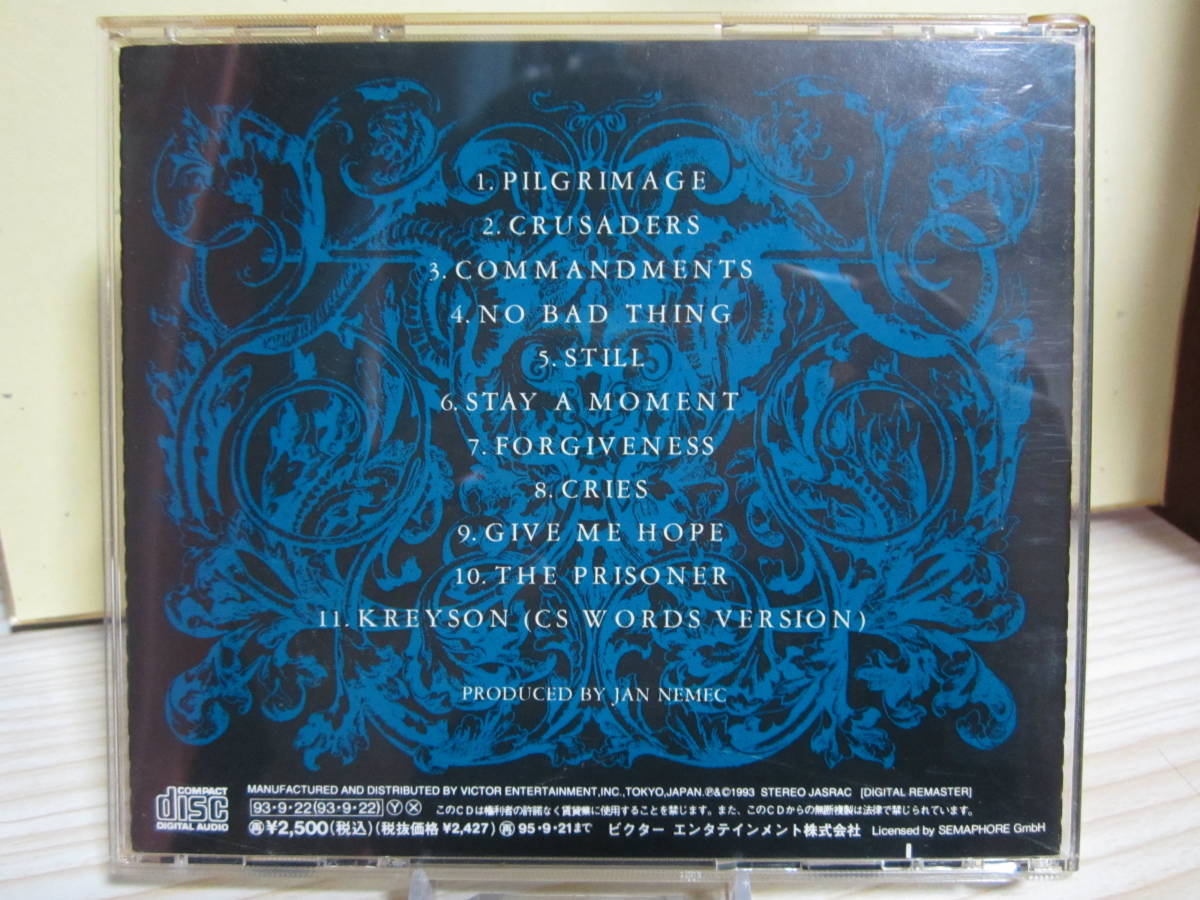 1. PILGRIMAGE
2. CRUSADERS
3. COMMANDMENTS
4. NO BAD THING
5. STILL
6. STAY A MOMENT
7. FORGIVENESS
8. CRIES
9. GIVE ME HOPE
10. THE PRISONER
11. KREYSON (CS WORDS VERSION)
PRODUCED BY JAN NEMEC
COMPACT
disc
DIGITAL AUDIO
MANUFACTURED AND DISTRIBUTED BY VICTOR ENTERTAINMENT, INC., TOKYO, JAPAN. ℗&©1993 STEREO JASRAC [DIGITAL REMASTER]
93・9・22(93・9・22) Ⓨ Ⓧ このCDは権利者の許諾なく賃貸業に使用することを禁じます。また、このCDからの無断複製は法律で禁じられています。
㋐¥2,500(税込)(税抜価格 ¥2,427) ㋐95・9・21まで ビクター エンタテインメント株式会社 Licensed by SEMAPHORE GmbH